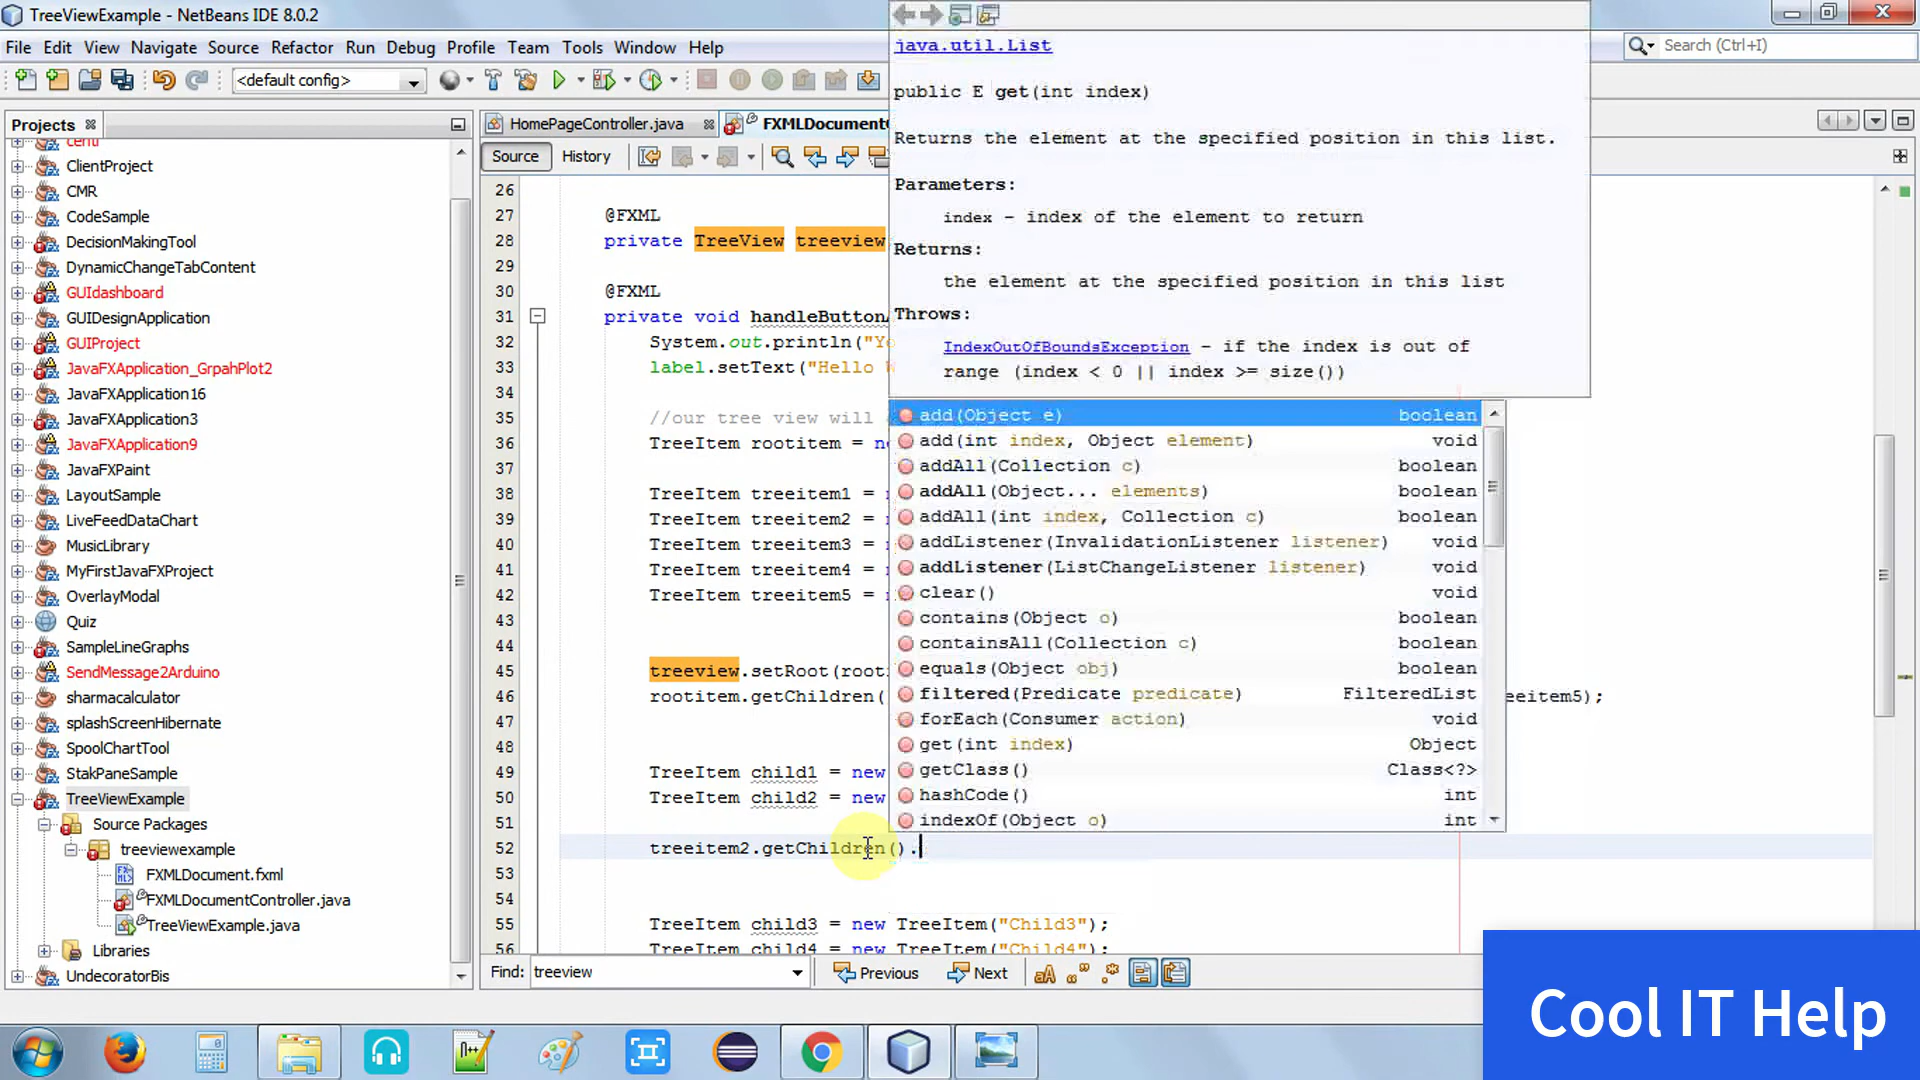 TreeViewExample - NetBeans IDE 8.0.2
File Edit View Navigate Source Refactor Run Debug Profile Team Tools Window Help
Search (Ctrl+I)
<default config>
Projects
ClientProject
CMR
CodeSample
DecisionMakingTool
DynamicChangeTabContent
GUIdashboard
GUIDesignApplication
GUIProject
JavaFXApplication_GrpahPlot2
JavaFXApplication16
JavaFXApplication3
JavaFXApplication9
JavaFXPaint
LayoutSample
LiveFeedDataChart
MusicLibrary
MyFirstJavaFXProject
OverlayModal
Quiz
SampleLineGraphs
SendMessage2Arduino
sharmacalculator
splashScreenHibernate
SpoolChartTool
StakPaneSample
TreeViewExample
Source Packages
treeviewexample
FXMLDocument.fxml
FXMLDocumentController.java
TreeViewExample.java
Libraries
UndecoratorBis
HomePageController.java FXMLDocumentC
Source History
26
27 @FXML
28 private TreeView treeview
29
30 @FXML
31 private void handleButtonA
32 System.out.println("Yo
33 label.setText("Hello W
34
35 //our tree view will
36 TreeItem rootitem = ne
37
38 TreeItem treeitem1 = n
39 TreeItem treeitem2 = n
40 TreeItem treeitem3 = n
41 TreeItem treeitem4 = n
42 TreeItem treeitem5 = n
43
44
45 treeview.setRoot(rooti
46 rootitem.getChildren( eeitem5);
47
48
49 TreeItem child1 = new
50 TreeItem child2 = new
51
52 treeitem2.getChildren().
53
54
55 TreeItem child3 = new TreeItem("Child3");
56 TreeItem child4 = new TreeItem("Child4");
java.util.List
public E get(int index)
Returns the element at the specified position in this list.
Parameters:
index - index of the element to return
Returns:
the element at the specified position in this list
Throws:
IndexOutOfBoundsException - if the index is out of
range (index < 0 || index >= size())
add(Object e) boolean
add(int index, Object element) void
addAll(Collection c) boolean
addAll(Object... elements) boolean
addAll(int index, Collection c) boolean
addListener(InvalidationListener listener) void
addListener(ListChangeListener listener) void
clear() void
contains(Object o) boolean
containsAll(Collection c) boolean
equals(Object obj) boolean
filtered(Predicate predicate) FilteredList
forEach(Consumer action) void
get(int index) Object
getClass() Class<?>
hashCode() int
indexOf(Object o) int
Find: treeview Previous Next
Cool IT Help